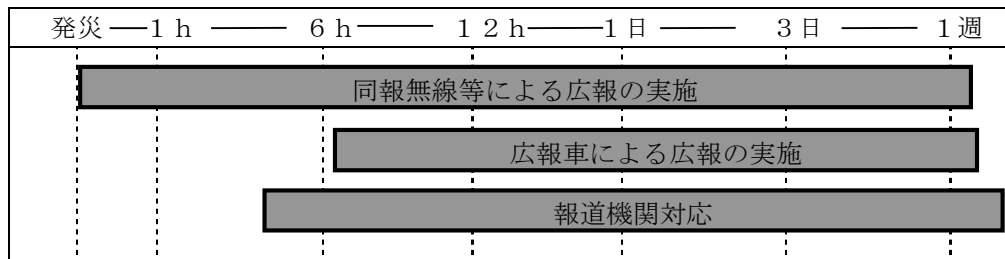 発災 ── 1ｈ ─── 6ｈ ─── 12ｈ ─── 1日 ─── 3日 ─── 1週
同報無線等による広報の実施
広報車による広報の実施
報道機関対応